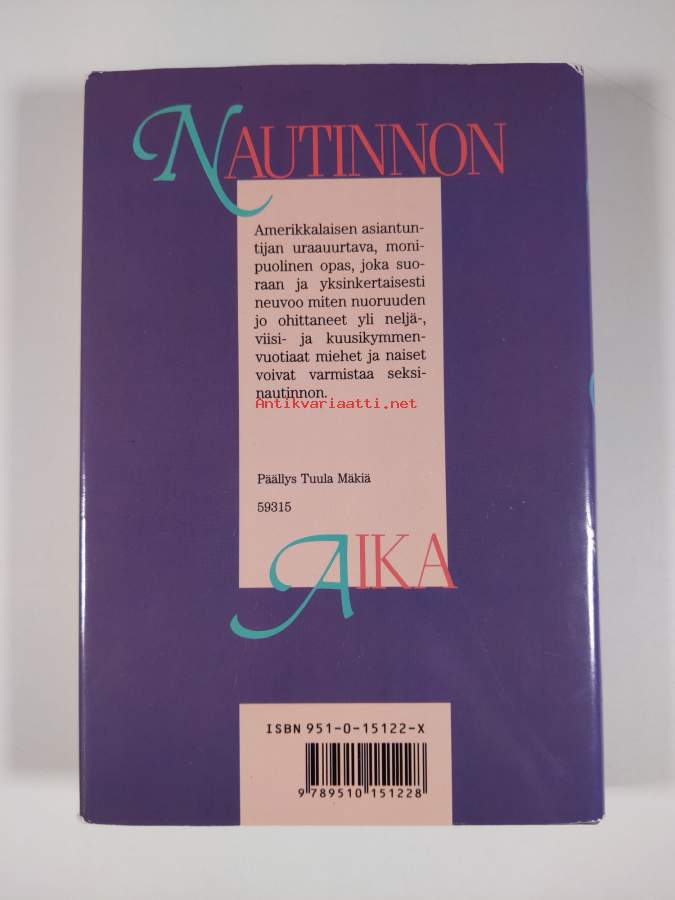 NAUTINNON
Amerikkalaisen asiantun-
tijan uraauurtava, moni-
puolinen opas, joka suo-
raan ja yksinkertaisesti
neuvoo miten nuoruuden
jo ohittaneet yli neljä-,
viisi- ja kuusikymmen-
vuotiaat miehet ja naiset
voivat varmistaa seksi-
nautinnon.
Antikvariaatti.net
Päällys Tuula Mäkiä
59315
AIKA
ISBN 951-0-15122-X
9 789510 151228